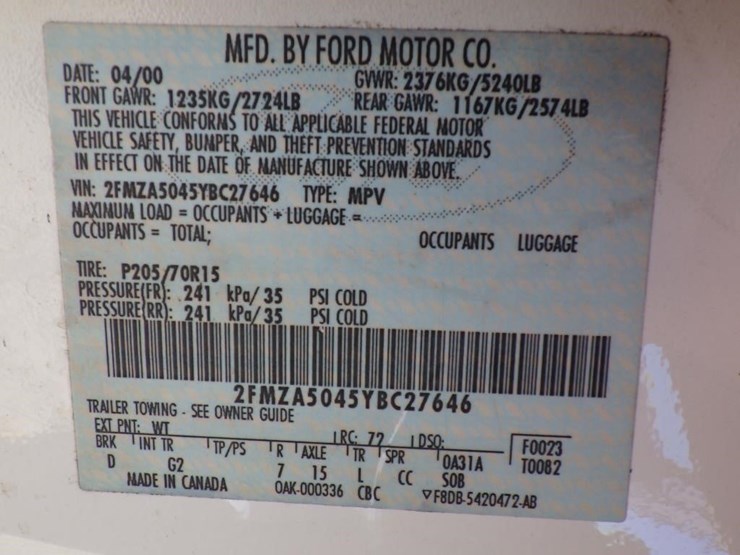 MFD. BY FORD MOTOR CO.
DATE: 04/00 GVWR: 2376KG/5240LB
FRONT GAWR: 1235KG/2724LB REAR GAWR: 1167KG/2574LB
THIS VEHICLE CONFORMS TO ALL APPLICABLE FEDERAL MOTOR
VEHICLE SAFETY, BUMPER, AND THEFT PREVENTION STANDARDS
IN EFFECT ON THE DATE OF MANUFACTURE SHOWN ABOVE.
VIN: 2FMZA5045YBC27646 TYPE: MPV
MAXIMUM LOAD = OCCUPANTS + LUGGAGE =
OCCUPANTS = TOTAL; OCCUPANTS LUGGAGE
TIRE: P205/70R15
PRESSURE(FR): 241 kPa/35 PSI COLD
PRESSURE(RR): 241 kPa/35 PSI COLD
2FMZA5045YBC27646
TRAILER TOWING - SEE OWNER GUIDE
EXT PNT: WT RC: 72 DSO: F0023
BRK INT TR TP/PS R AXLE TR SPR 0A31A T0082
D G2 7 15 L CC SOB
MADE IN CANADA OAK-000336 CBC ▽F8DB-5420472-AB